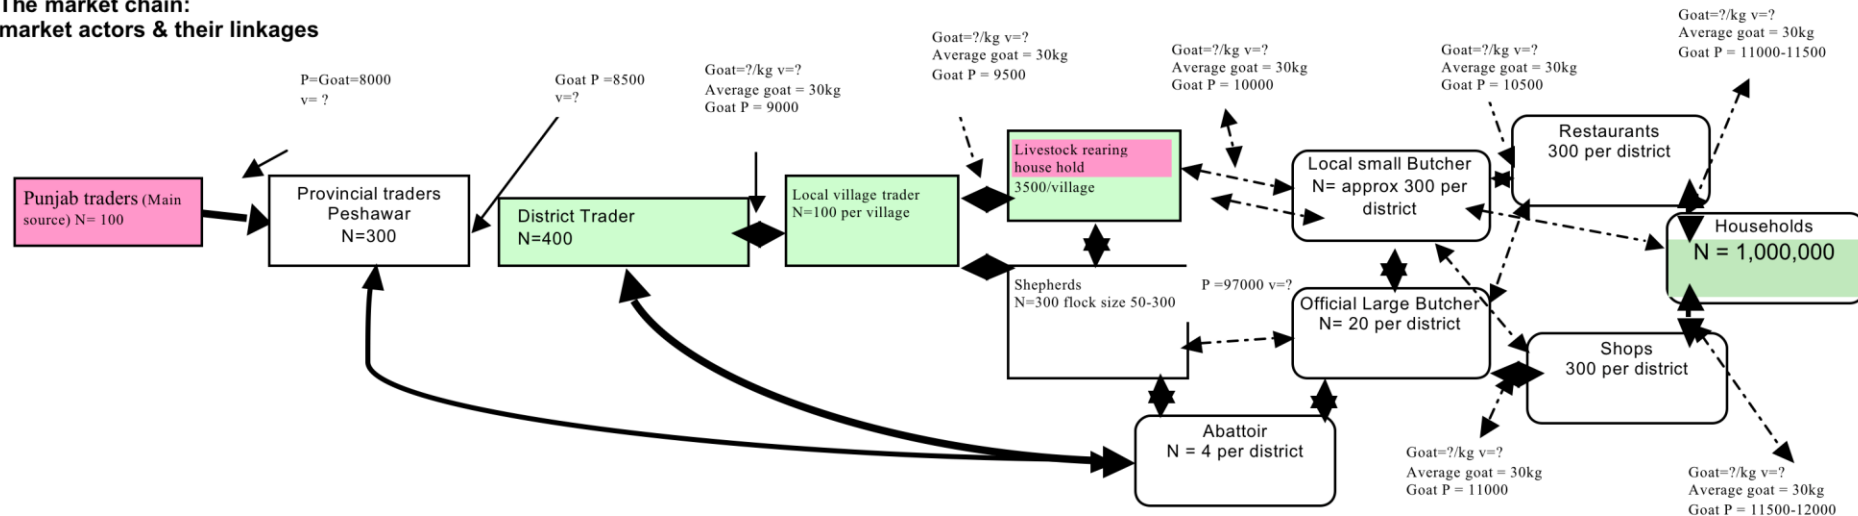 The market chain:
market actors & their linkages
P=Goat=8000
v= ?
Goat P =8500
v=?
Goat=?/kg v=?
Average goat = 30kg
Goat P = 9000
Goat=?/kg v=?
Average goat = 30kg
Goat P = 9500
Goat=?/kg v=?
Average goat = 30kg
Goat P = 10000
Goat=?/kg v=?
Average goat = 30kg
Goat P = 10500
Goat=?/kg v=?
Average goat = 30kg
Goat P = 11000-11500
Punjab traders (Main
source) N= 100
Provincial traders
Peshawar
N=300
District Trader
N=400
Local village trader
N=100 per village
Livestock rearing
house hold
3500/village
Local small Butcher
N= approx 300 per
district
Restaurants
300 per district
Households
N = 1,000,000
Shepherds
N=300 flock size 50-300
P =97000 v=?
Official Large Butcher
N= 20 per district
Shops
300 per district
Abattoir
N = 4 per district
Goat=?/kg v=?
Average goat = 30kg
Goat P = 11000
Goat=?/kg v=?
Average goat = 30kg
Goat P = 11500-12000